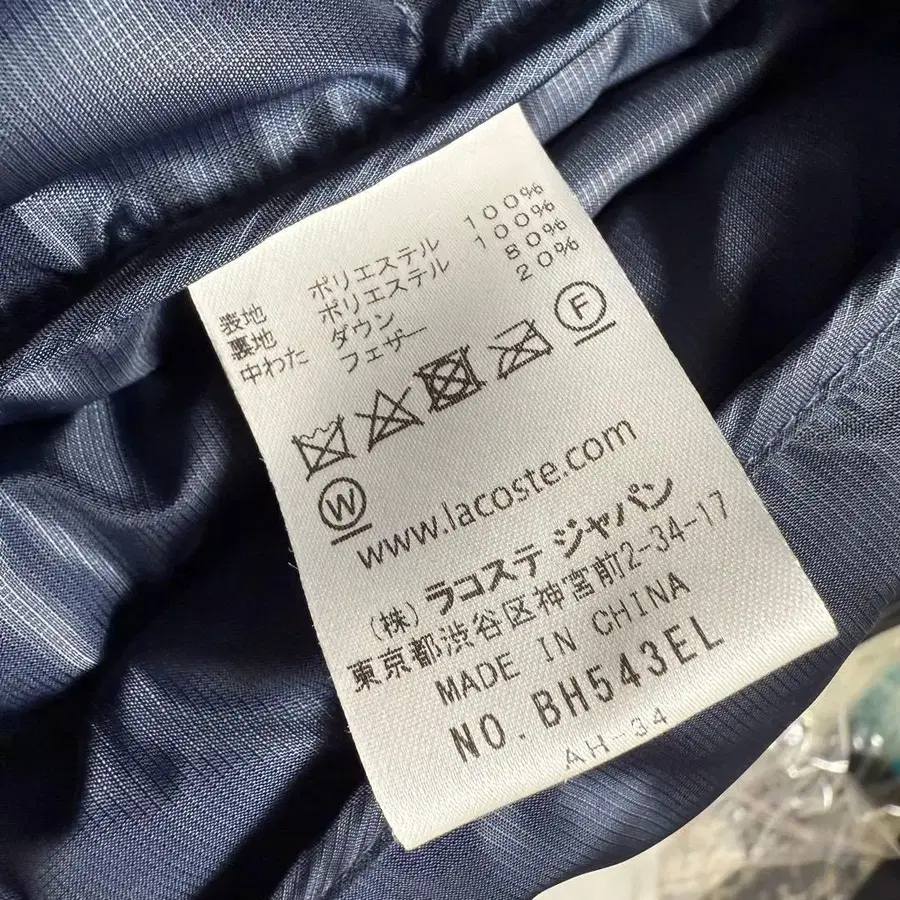 表地 ポリエステル 100%
裏地 ポリエステル 100%
中わた ダウン 80%
フェザー 20%
F
W
www.lacoste.com
(株) ラコステ ジャパン
東京都渋谷区神宮前2-34-17
MADE IN CHINA
NO. BH543EL
AH-34